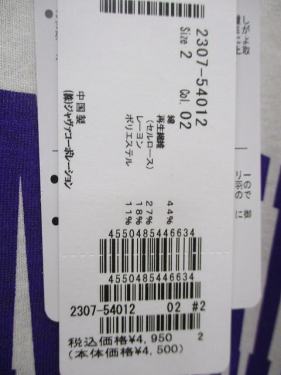 2307-54012
Size 2 Col. 02
綿 44%
再生繊維
(セルロース) 27%
レーヨン 18%
ポリエステル 11%
中国製
(株)ジャヴァコーポレーション
4550485446634
4550485446634
2307-54012 02 #2
税込価格¥4,950 2
(本体価格¥4,500)